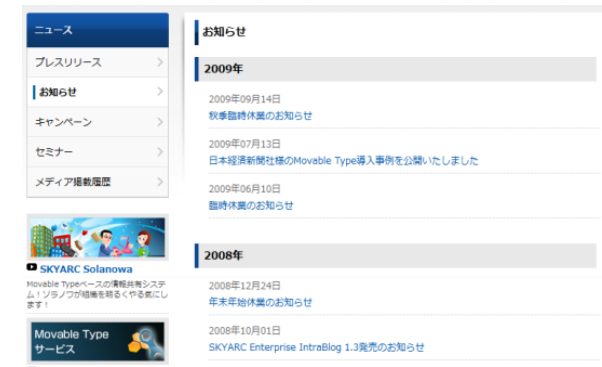 ニュース
プレスリリース
お知らせ
キャンペーン
セミナー
メディア掲載履歴
SKYARC Solanowa
Movable Typeベースの情報共有システ
ム！ソラノワが組織を明るくやる気にし
ます！
Movable Type
サービス
お知らせ
2009年
2009年09月14日
秋季臨時休業のお知らせ
2009年07月13日
日本経済新聞社様のMovable Type導入事例を公開いたしました
2009年06月10日
臨時休業のお知らせ
2008年
2008年12月24日
年末年始休業のお知らせ
2008年10月01日
SKYARC Enterprise IntraBlog 1.3発売のお知らせ